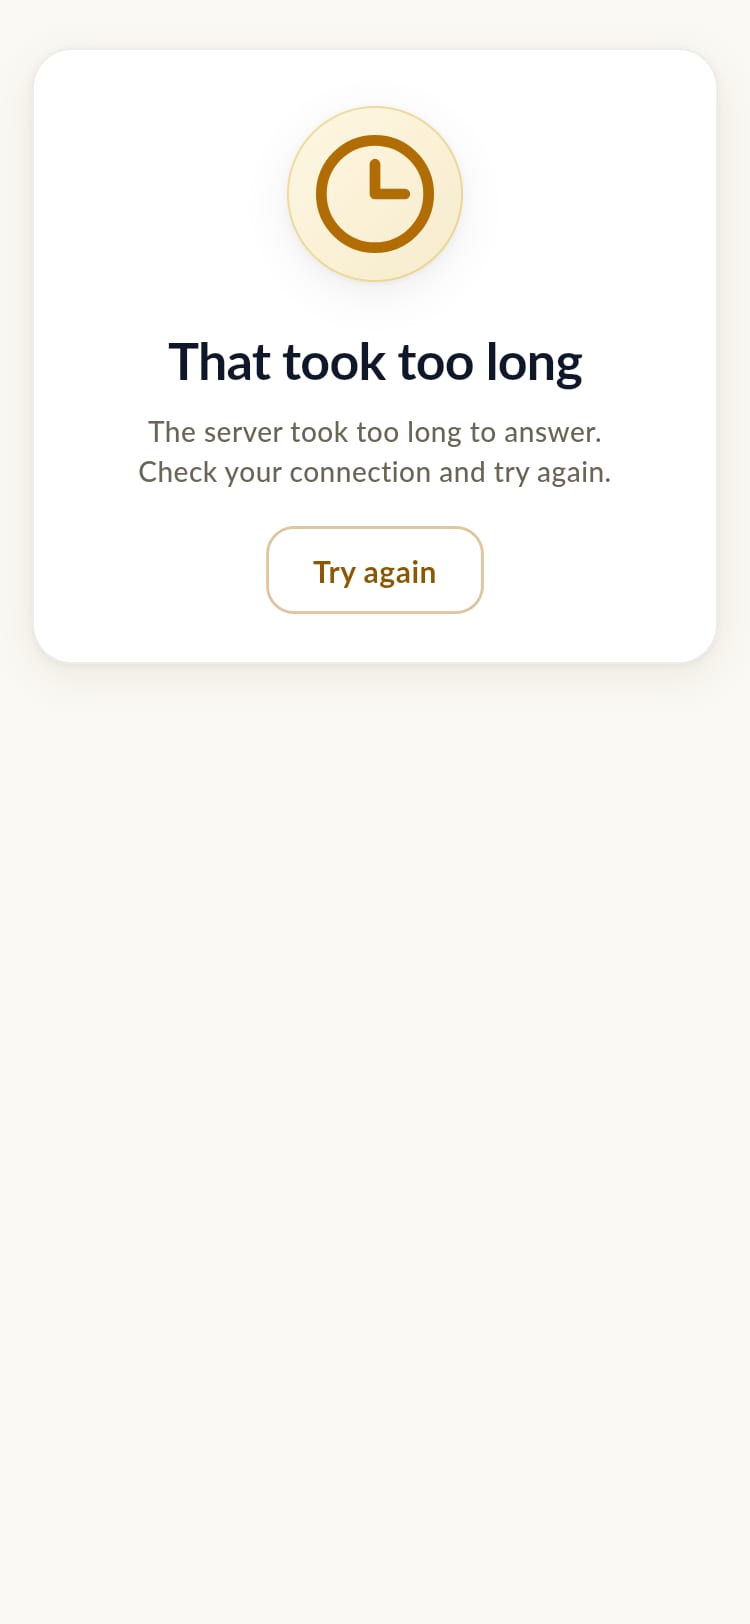 That took too long
The server took too long to answer.
Check your connection and try again.
Try again